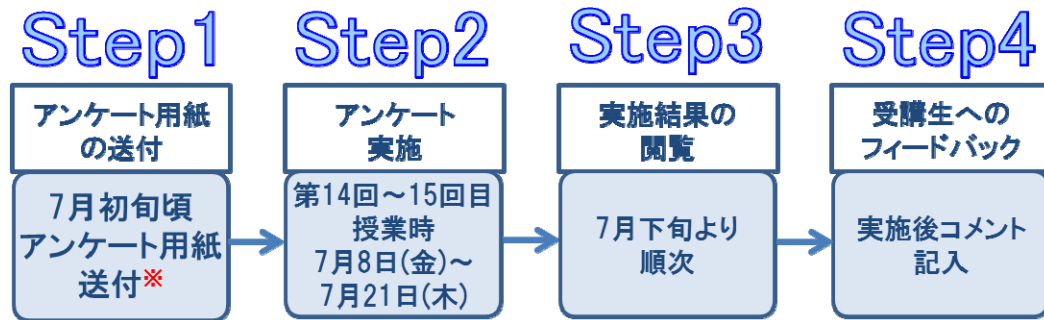 Step1
アンケート用紙
の送付
7月初旬頃
アンケート用紙
送付※
Step2
アンケート
実施
第14回～15回目
授業時
7月8日(金)～
7月21日(木)
Step3
実施結果の
閲覧
7月下旬より
順次
Step4
受講生への
フィードバック
実施後コメント
記入